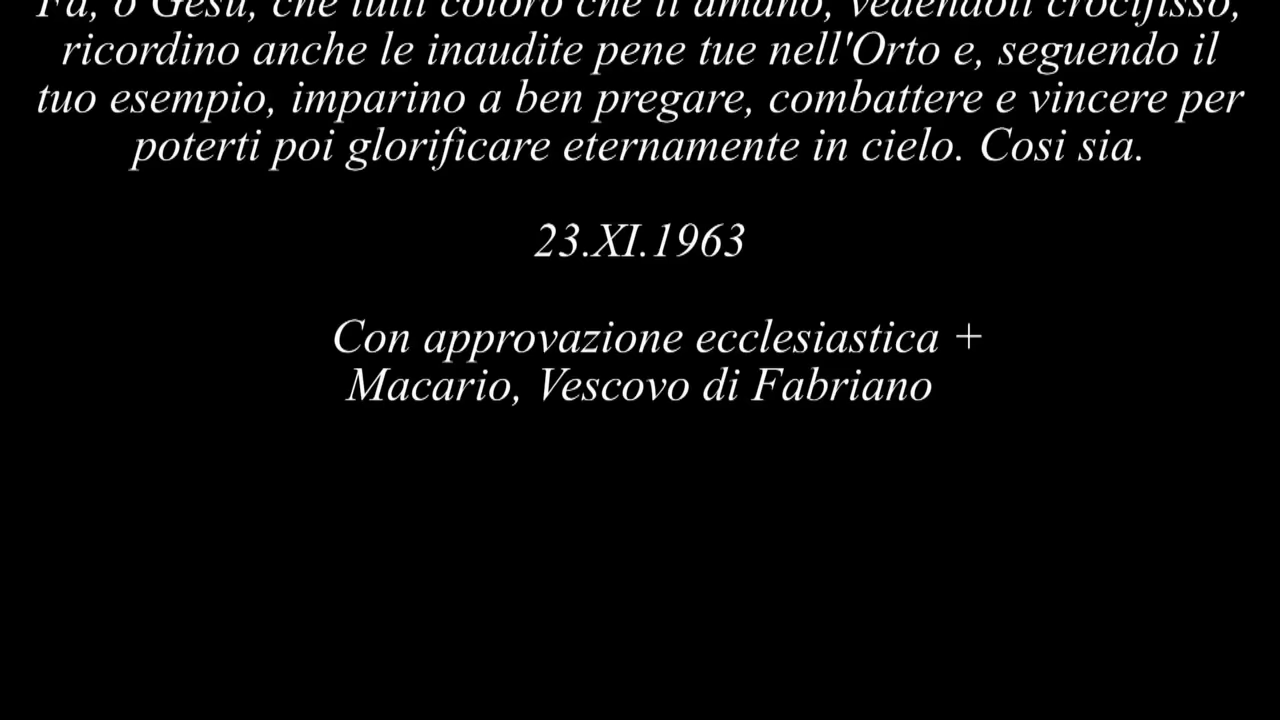 Fa, o Gesù, che tutti coloro che ti amano, vedendoti crocifisso,
ricordino anche le inaudite pene tue nell'Orto e, seguendo il
tuo esempio, imparino a ben pregare, combattere e vincere per
poterti poi glorificare eternamente in cielo. Cosi sia.
23.XI.1963
Con approvazione ecclesiastica +
Macario, Vescovo di Fabriano